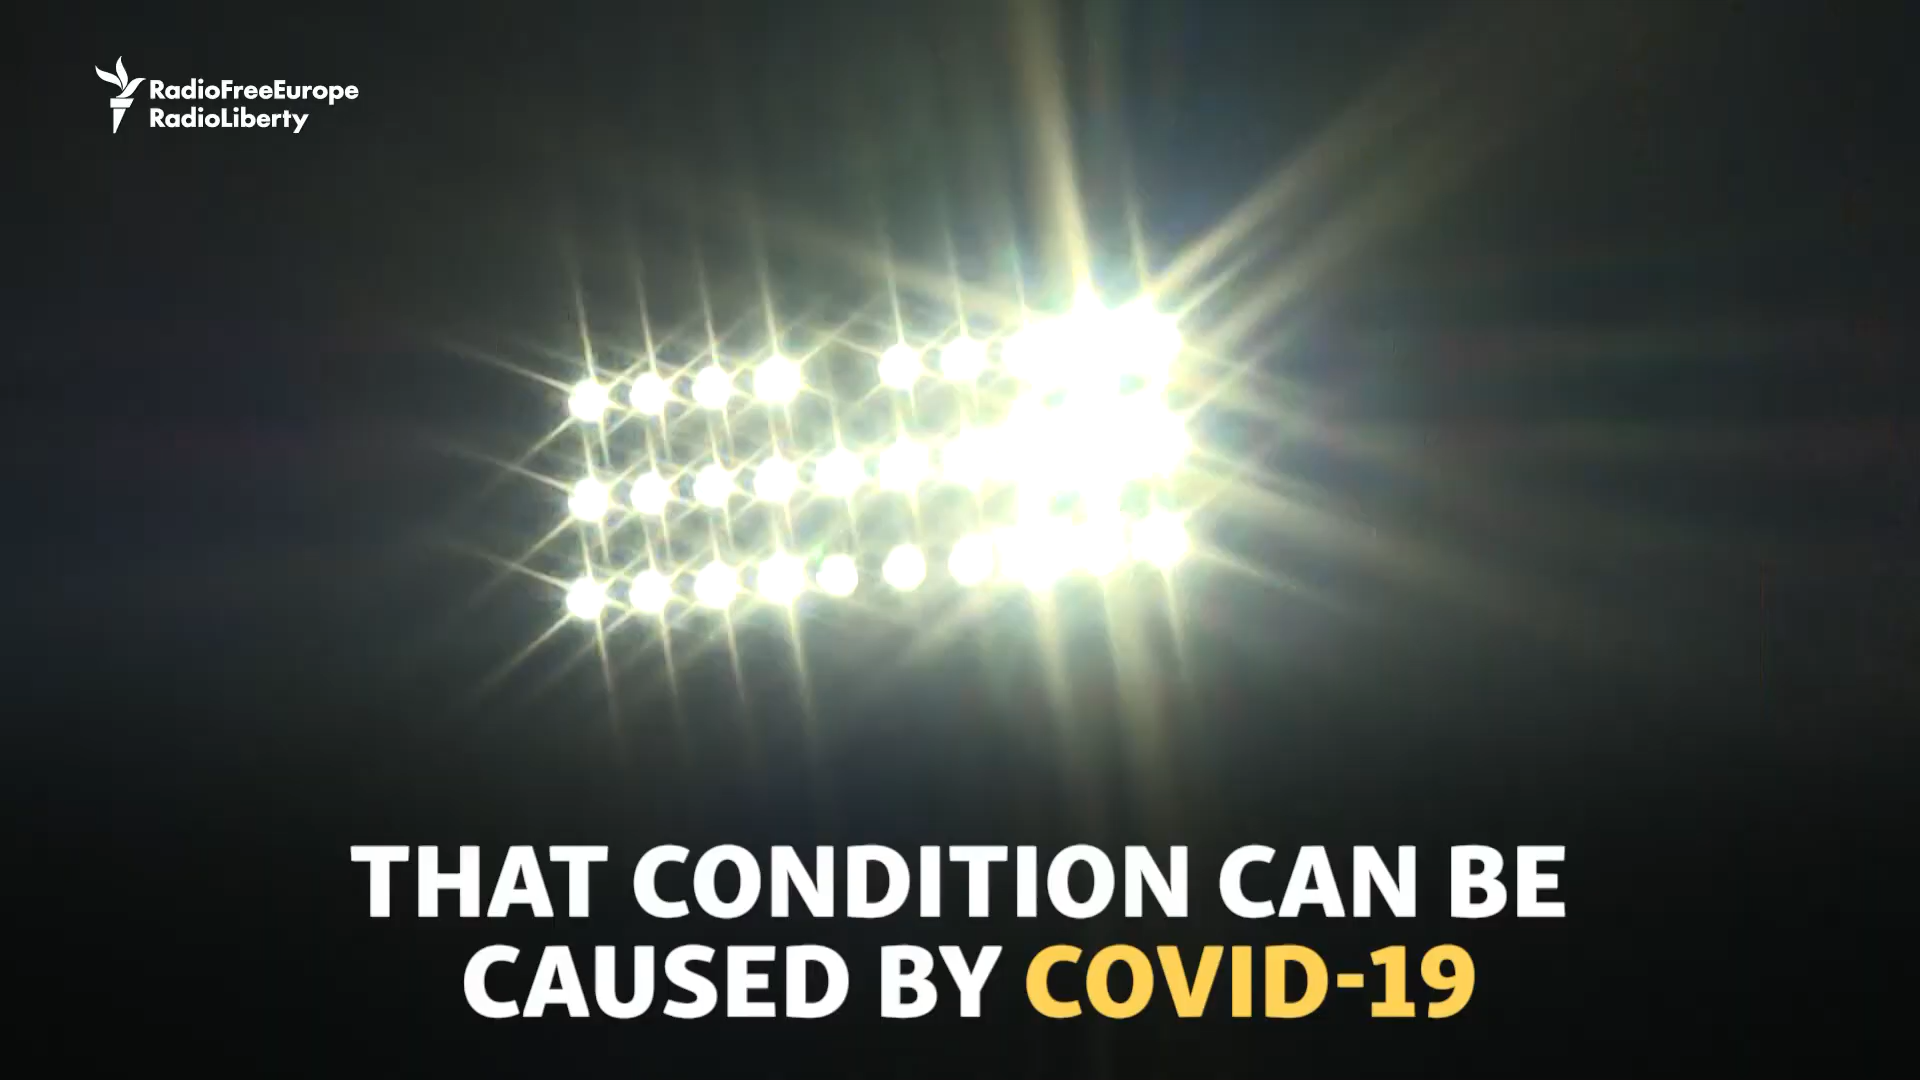 RadioFreeEurope
RadioLiberty
THAT CONDITION CAN BE
CAUSED BY COVID-19